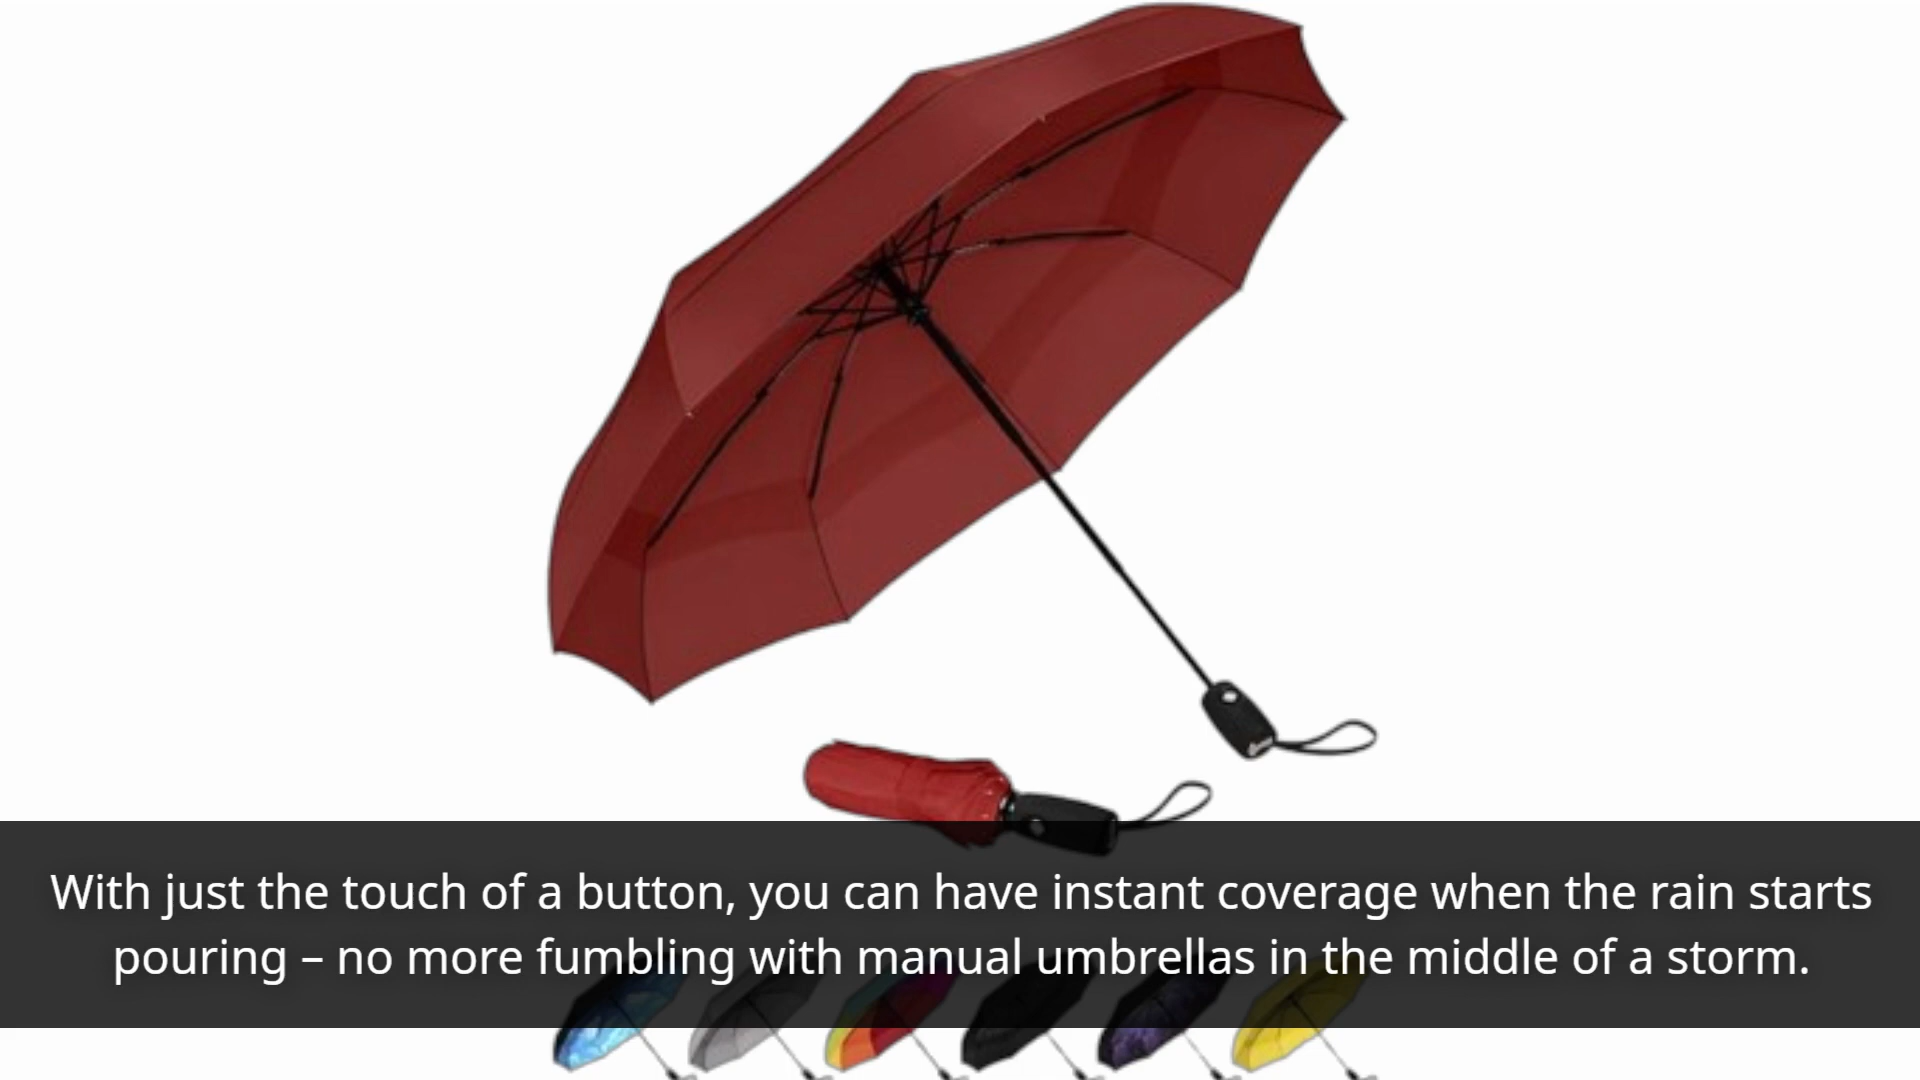 With just the touch of a button, you can have instant coverage when the rain starts
pouring – no more fumbling with manual umbrellas in the middle of a storm.